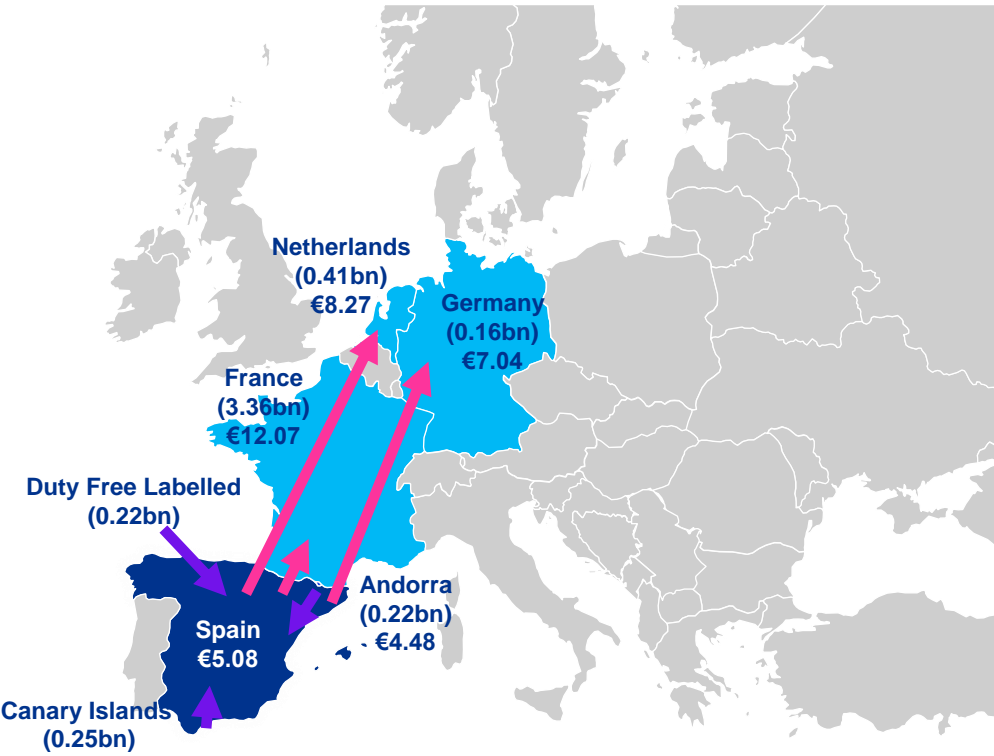 Netherlands
(0.41bn)
€8.27
Germany
(0.16bn)
€7.04
France
(3.36bn)
€12.07
Duty Free Labelled
(0.22bn)
Andorra
(0.22bn)
€4.48
Spain
€5.08
Canary Islands
(0.25bn)